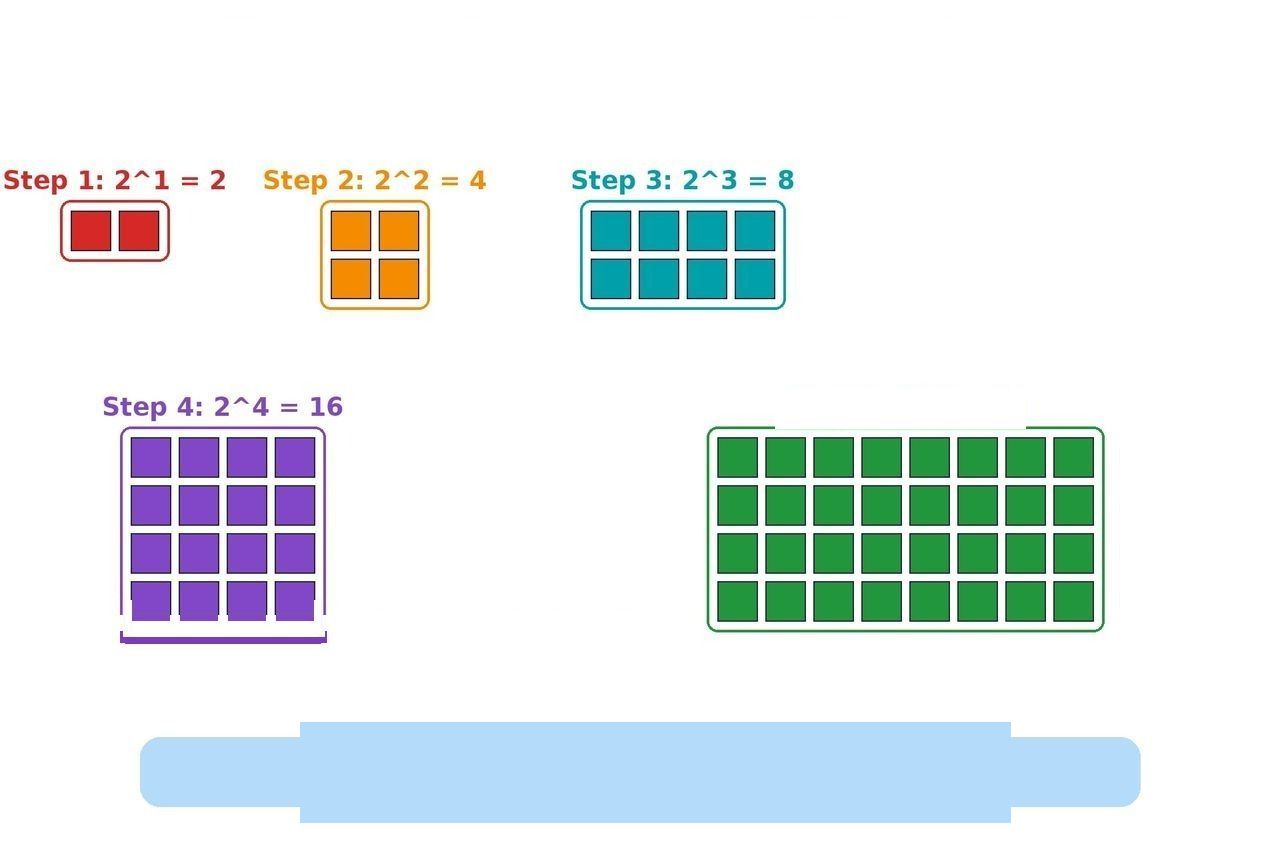 Step 1: 2^1 = 2
Step 2: 2^2 = 4
Step 3: 2^3 = 8
Step 4: 2^4 = 16